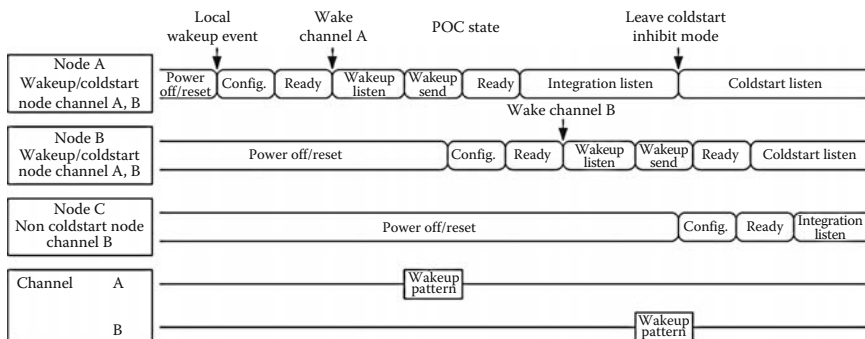 Local
wakeup event
Wake
channel A
POC state
Leave coldstart
inhibit mode
Node A
Wakeup/coldstart
node channel A, B
Power
off/reset
Config.
Ready
Wakeup
listen
Wakeup
send
Ready
Integration listen
Coldstart listen
Wake channel B
Node B
Wakeup/coldstart
node channel A, B
Power off/reset
Config.
Ready
Wakeup
listen
Wakeup
send
Ready
Coldstart listen
Node C
Non coldstart node
channel B
Power off/reset
Config.
Ready
Integration
listen
Channel A
Wakeup
pattern
B
Wakeup
pattern